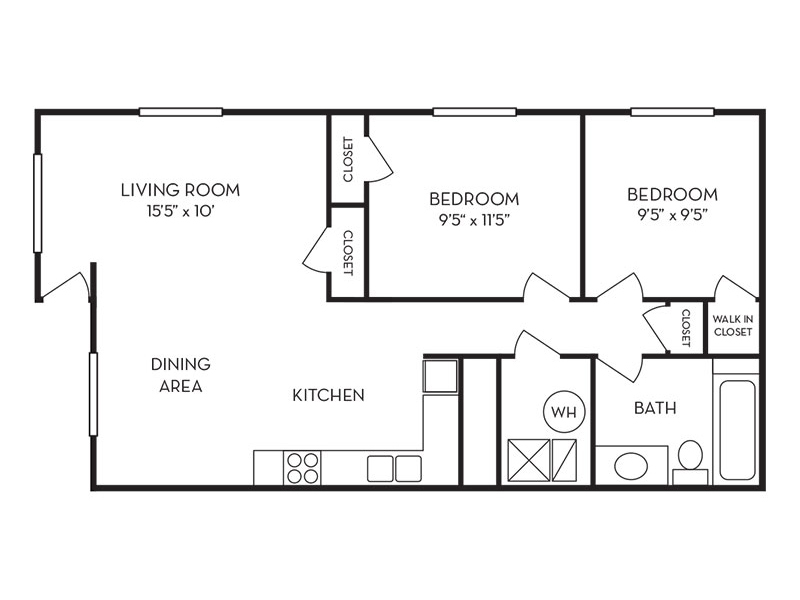 LIVING ROOM
15'5" x 10'
CLOSET
CLOSET
BEDROOM
9'5" x 11'5"
BEDROOM
9'5" x 9'5"
CLOSET
WALK IN
CLOSET
DINING
AREA
KITCHEN
WH
BATH